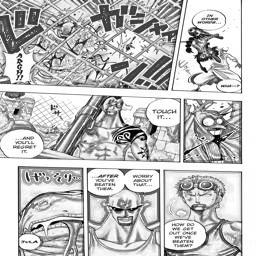 IN
OTHER
WORDS...
AAGH!!
TOUCH
IT...
...AND
YOU'LL
REGRET
IT.
...AFTER
YOU'VE
BEATEN
THEM.
WORRY
ABOUT
THAT...
HOW DO
WE GET
OUT ONCE
WE'VE
BEATEN
THEM?